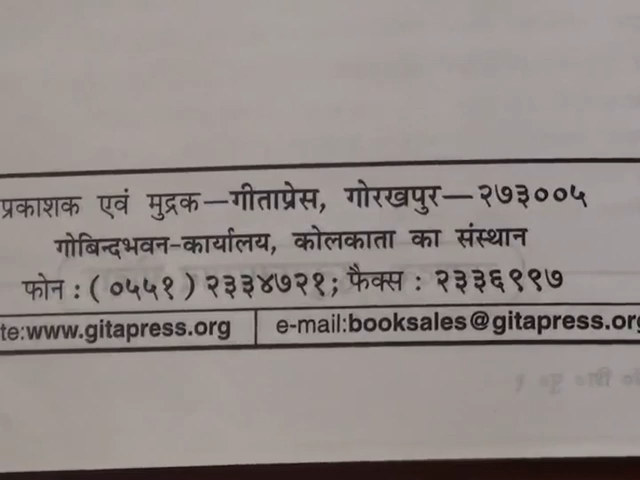 प्रकाशक एवं मुद्रक—गीताप्रेस, गोरखपुर—२७३००५
गोबिन्दभवन-कार्यालय, कोलकाता का संस्थान
फोन : ( ०५५१ ) २३३४७२१; फैक्स : २३३६९९७
te:www.gitapress.org e-mail:booksales@gitapress.org